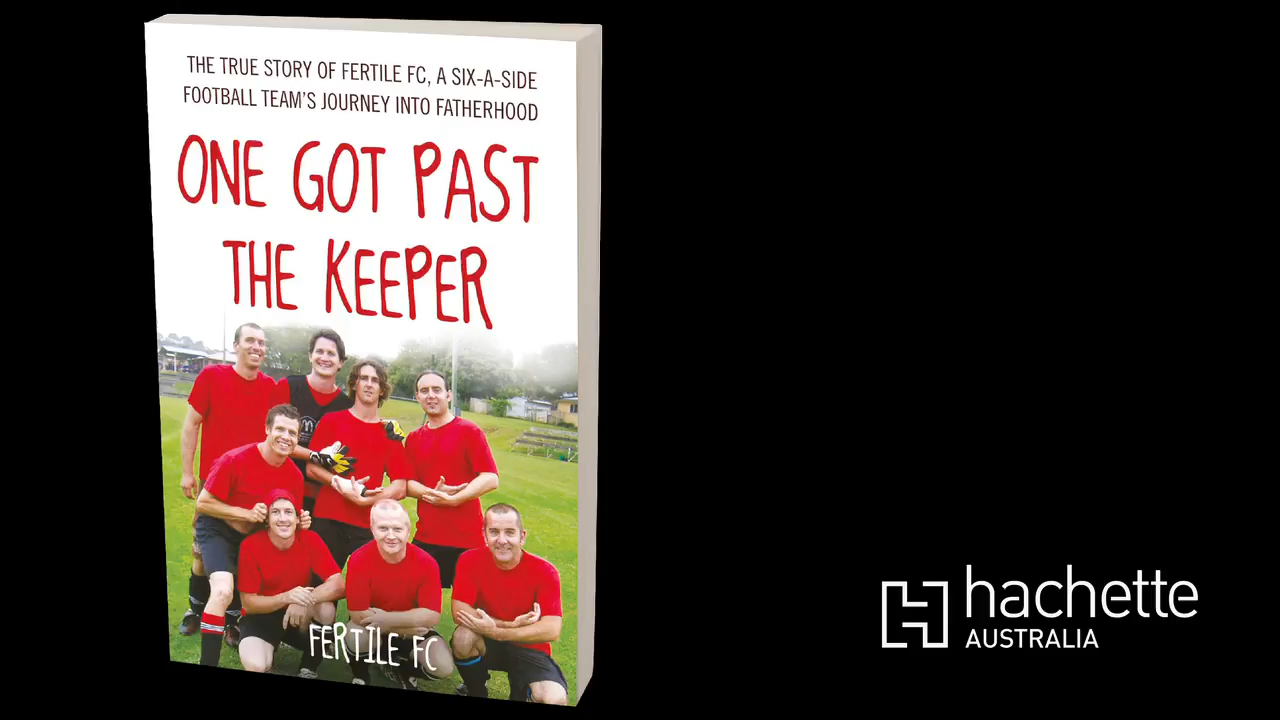 THE TRUE STORY OF FERTILE FC, A SIX-A-SIDE
FOOTBALL TEAM'S JOURNEY INTO FATHERHOOD
ONE GOT PAST
THE KEEPER
FERTILE FC
hachette
AUSTRALIA